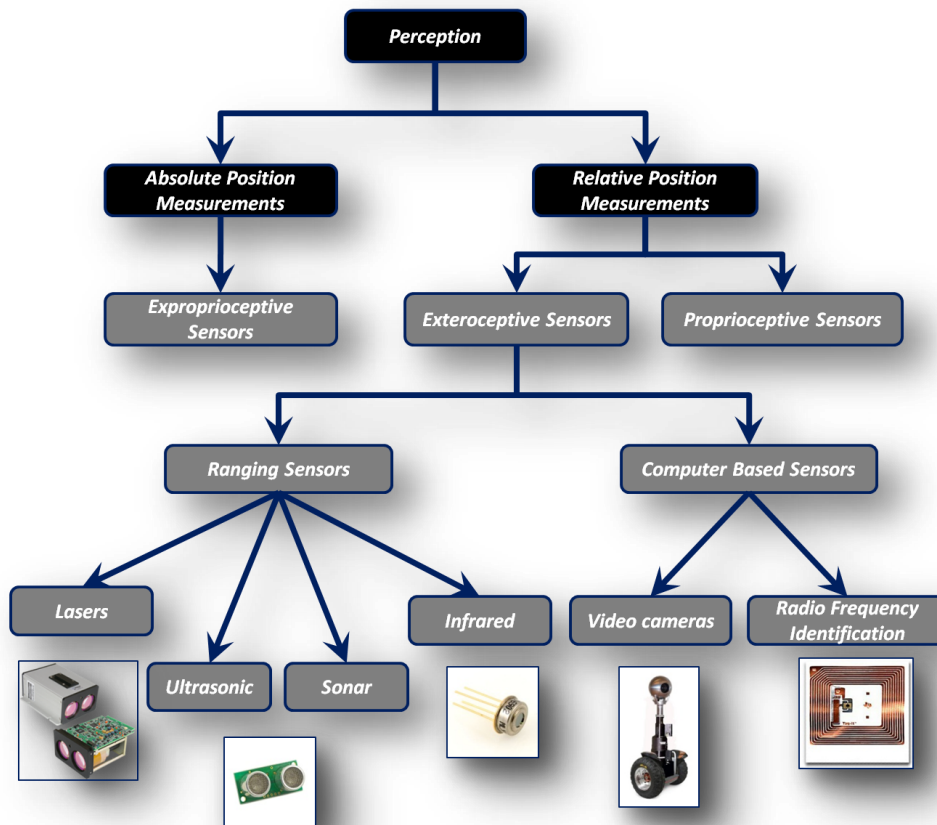 Perception
Absolute Position
Measurements
Relative Position
Measurements
Exproprioceptive
Sensors
Exteroceptive Sensors
Proprioceptive Sensors
Ranging Sensors
Computer Based Sensors
Lasers
Ultrasonic
Sonar
Infrared
Video cameras
Radio Frequency
Identification